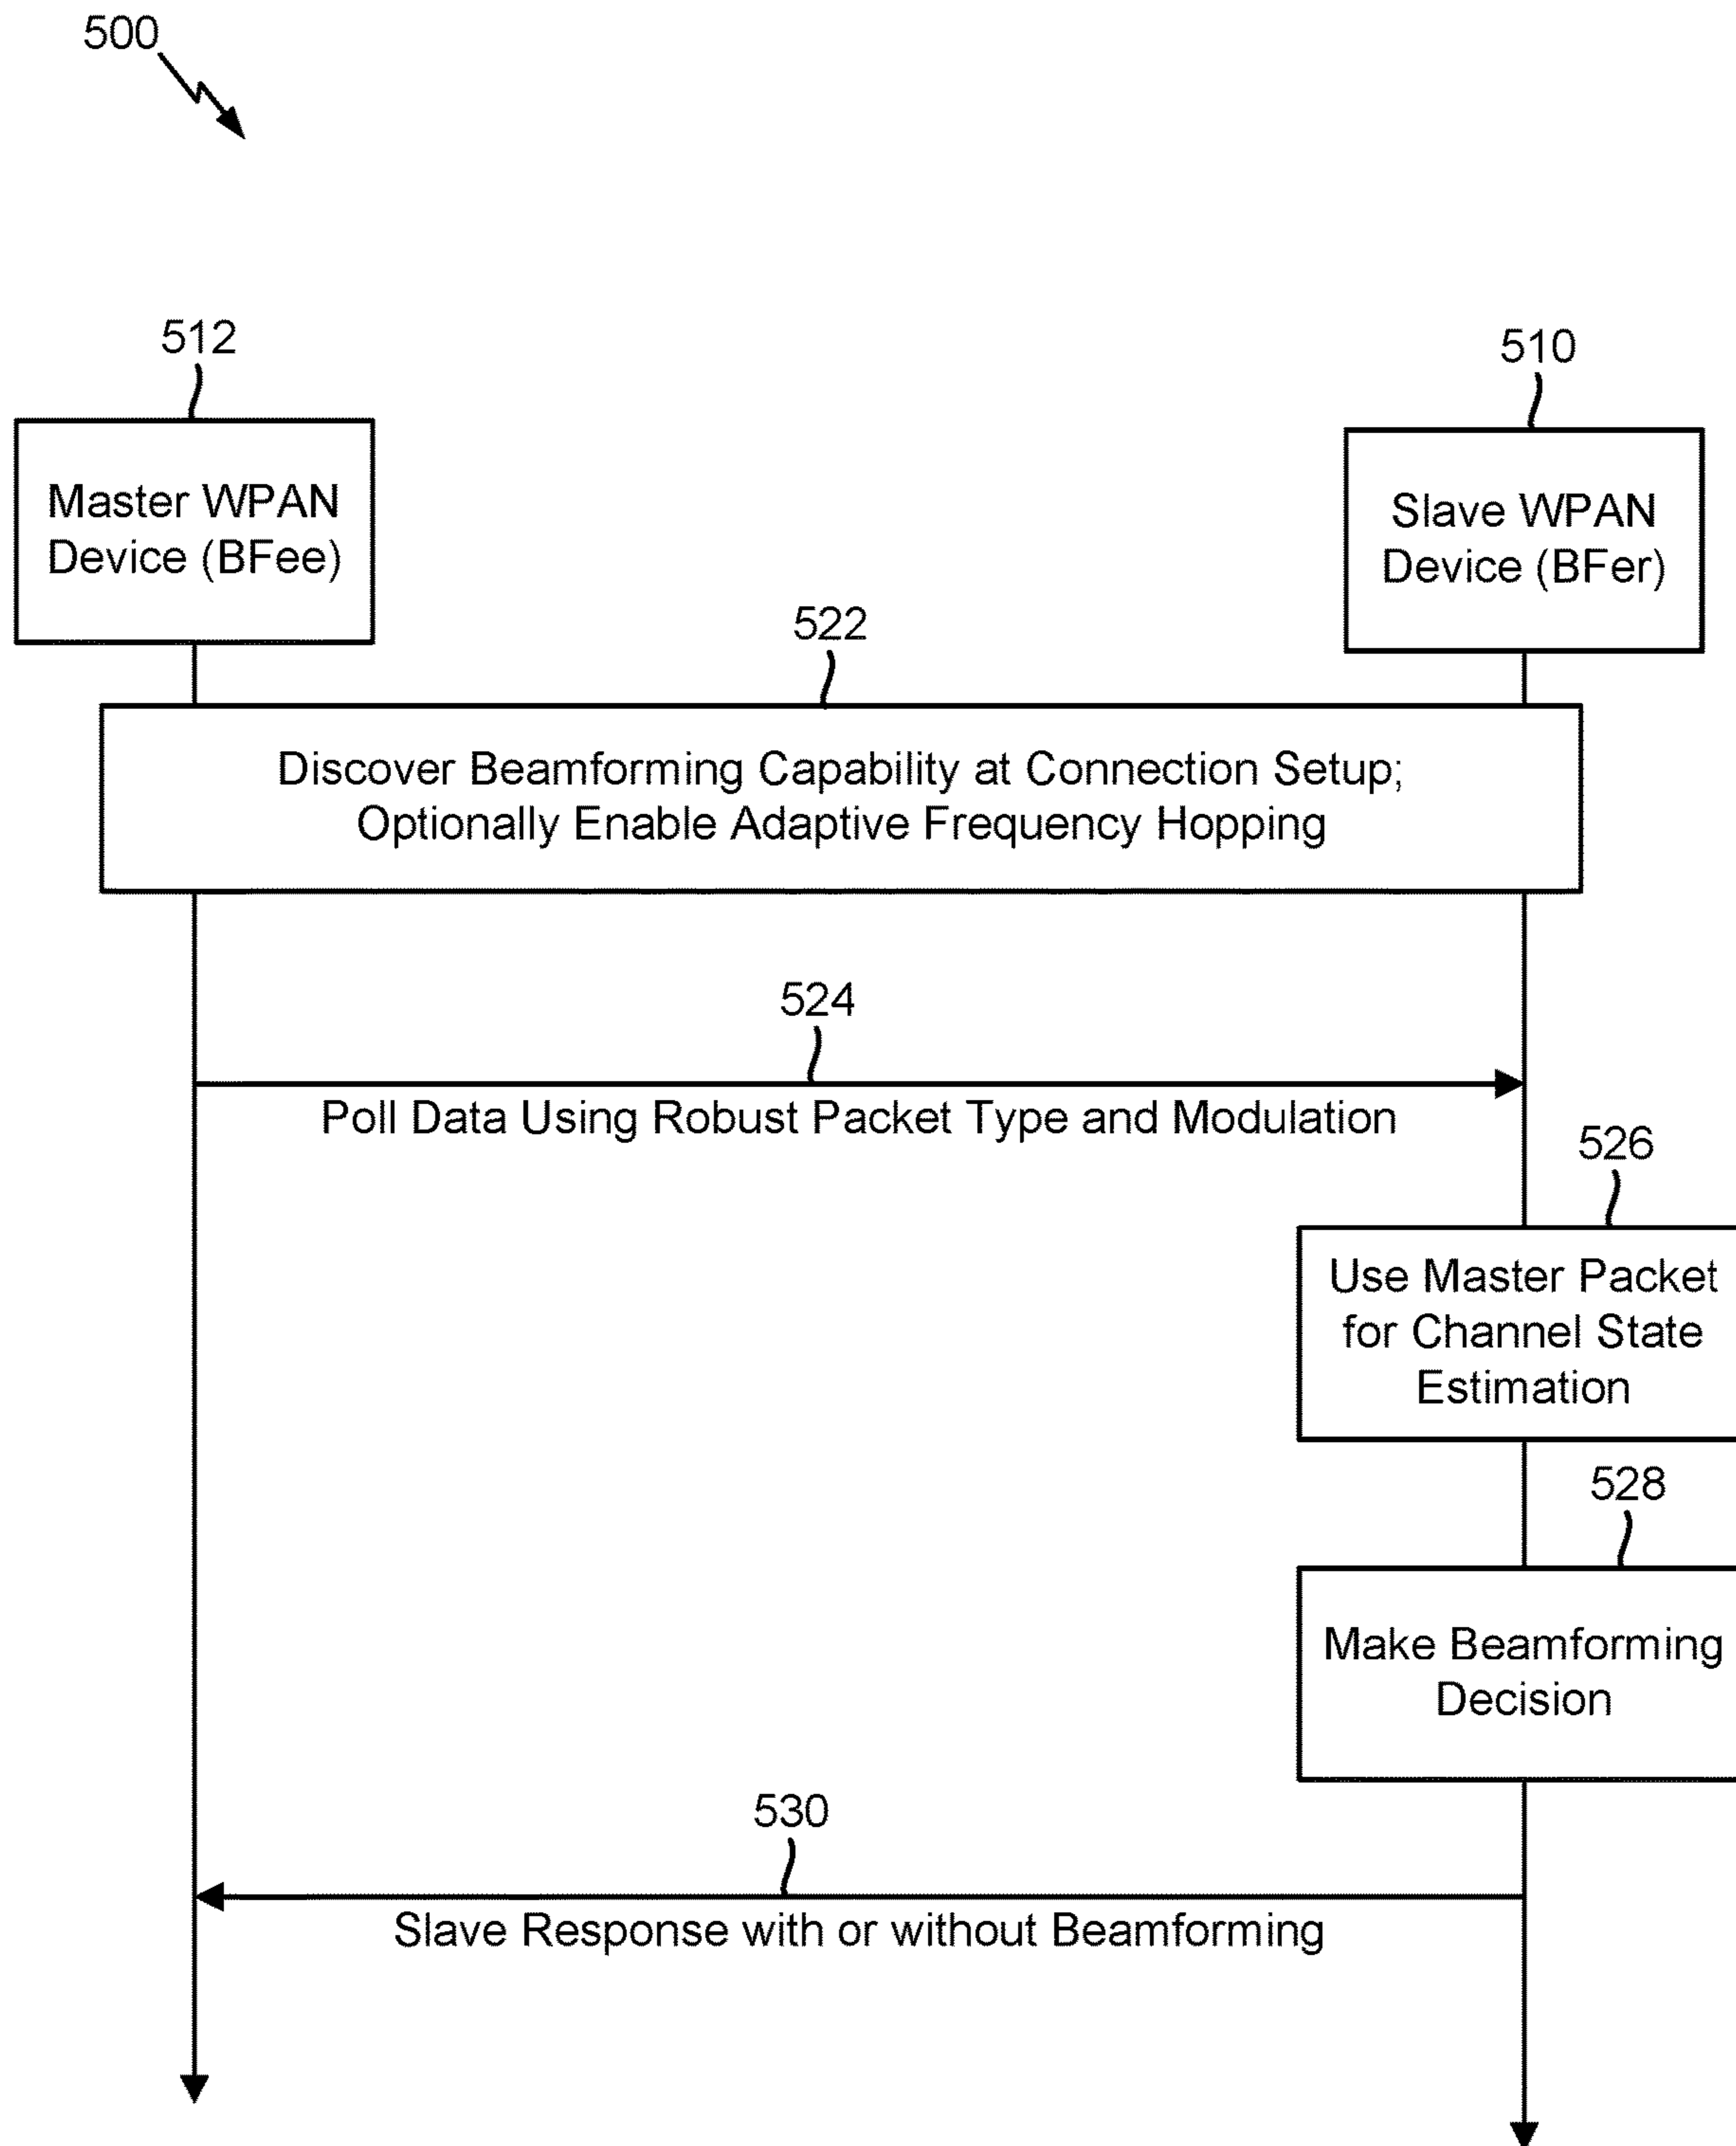 500
512
510
Master WPAN
Device (BFee)
Slave WPAN
Device (BFer)
522
Discover Beamforming Capability at Connection Setup;
Optionally Enable Adaptive Frequency Hopping
524
Poll Data Using Robust Packet Type and Modulation
526
Use Master Packet
for Channel State
Estimation
528
Make Beamforming
Decision
530
Slave Response with or without Beamforming